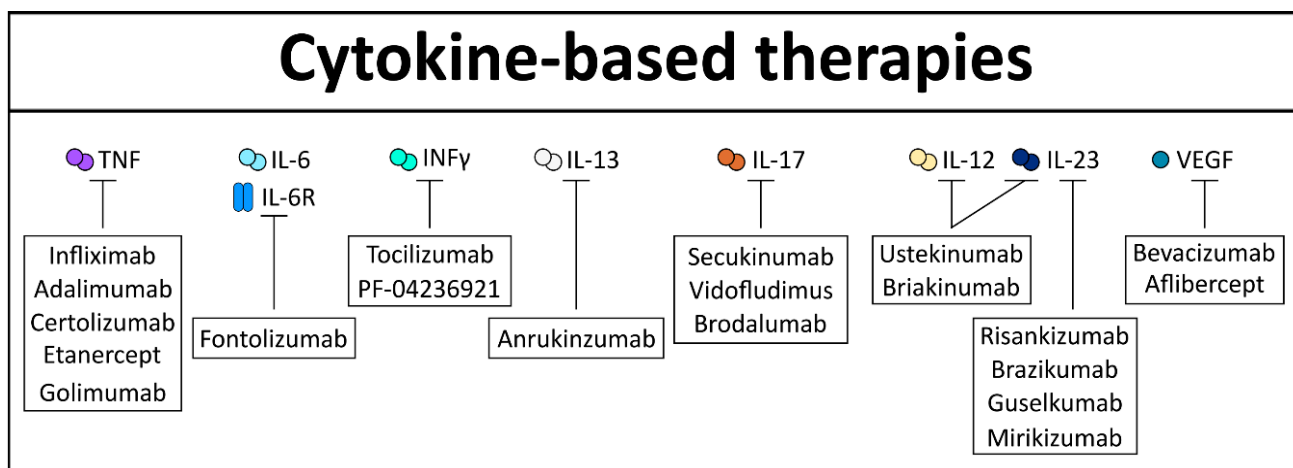 Cytokine-based therapies
TNF
IL-6
IL-6R
INFγ
IL-13
IL-17
IL-12
IL-23
VEGF
Infliximab
Adalimumab
Certolizumab
Etanercept
Golimumab
Fontolizumab
Tocilizumab
PF-04236921
Anrukinzumab
Secukinumab
Vidofludimus
Brodalumab
Ustekinumab
Briakinumab
Risankizumab
Brazikumab
Guselkumab
Mirikizumab
Bevacizumab
Aflibercept